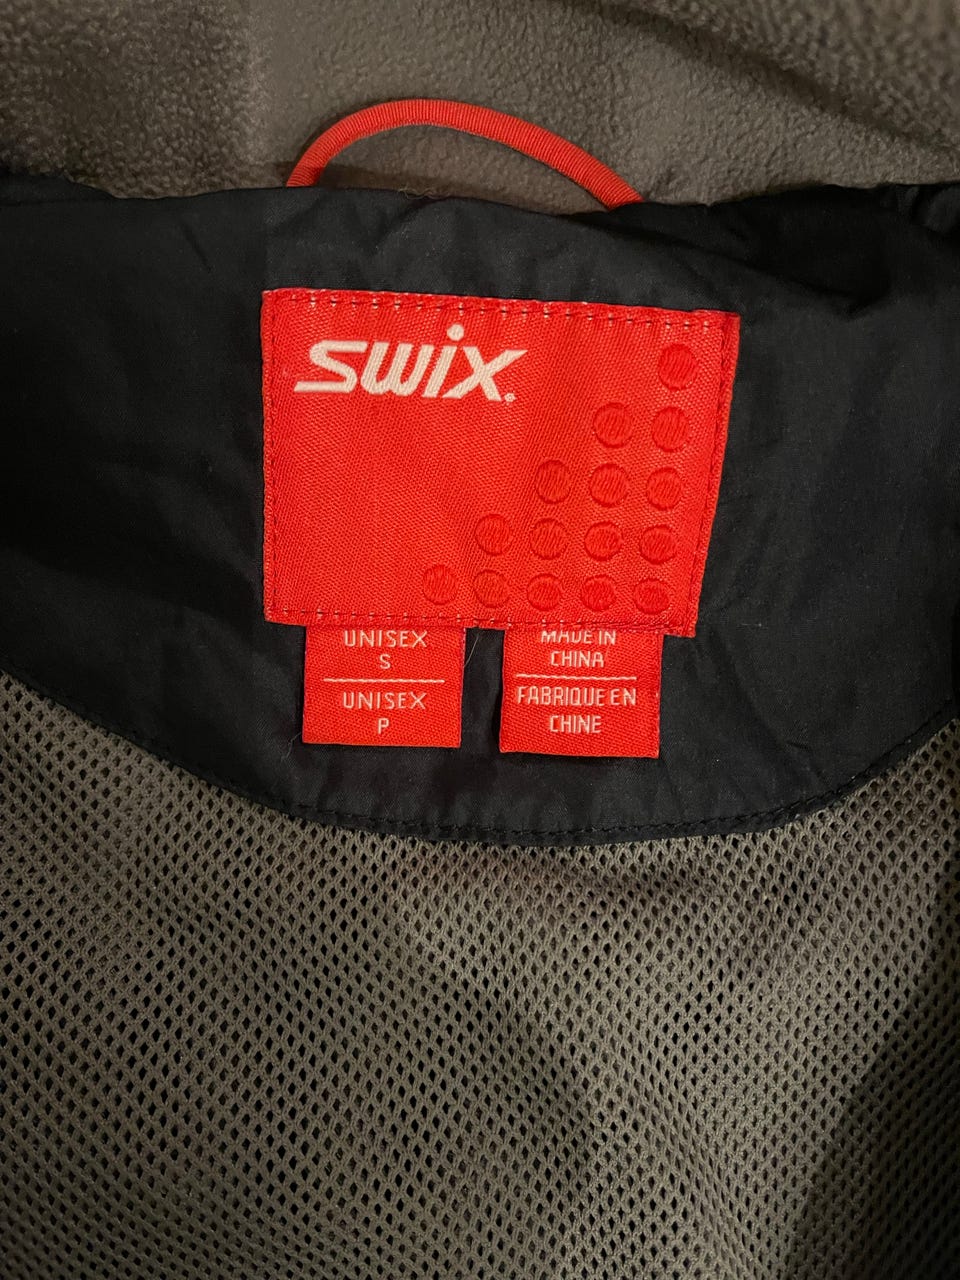 swix
UNISEX
S
UNISEX
P
MADE IN
CHINA
FABRIQUE EN
CHINE